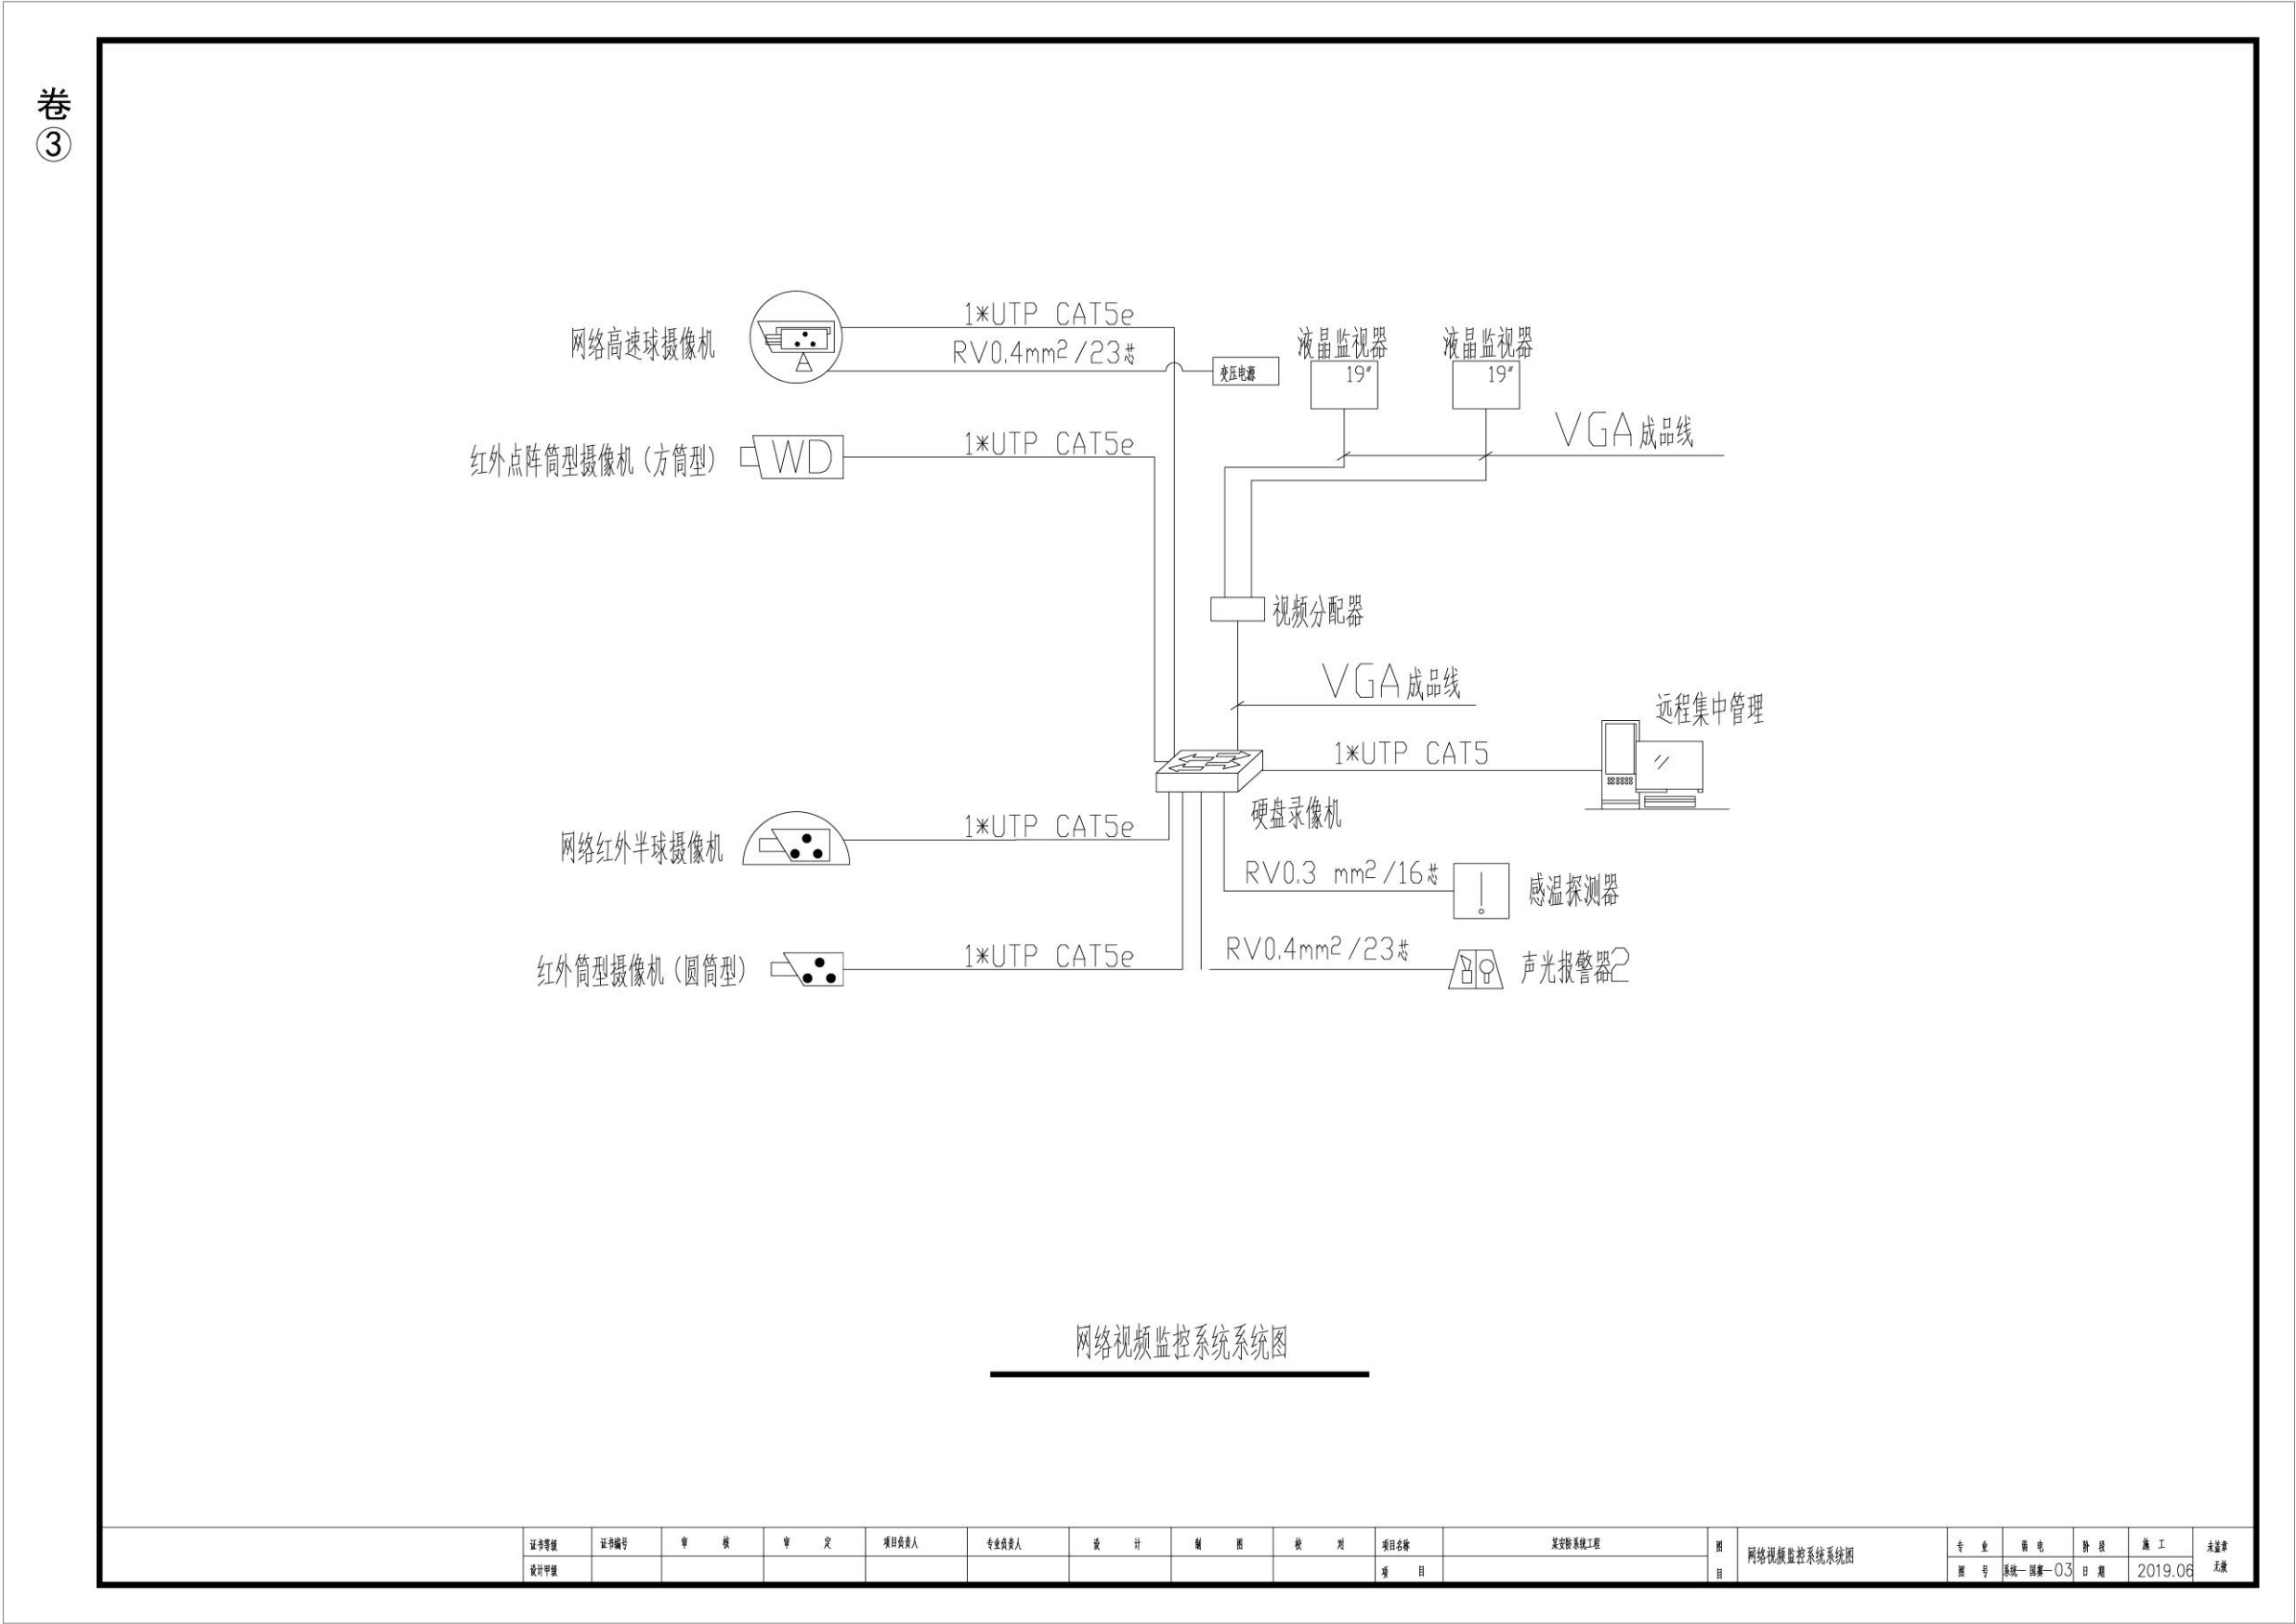 卷
③
网络高速球摄像机
1*UTP CAT5e
RV0.4mm²/23芯
变压电源
液晶监视器
19"
液晶监视器
19"
VGA成品线
红外点阵筒型摄像机（方筒型）
WD
1*UTP CAT5e
视频分配器
VGA成品线
远程集中管理
1*UTP CAT5
硬盘录像机
网络红外半球摄像机
1*UTP CAT5e
RV0.3 mm²/16芯
感温探测器
红外筒型摄像机（圆筒型）
1*UTP CAT5e
RV0.4mm²/23芯
声光报警器2
网络视频监控系统系统图
证书等级 证书编号 审 核 审 定 项目负责人 专业负责人 设 计 制 图 校 对 项目名称 某安防系统工程 图 目 网络视频监控系统系统图 专 业 弱 电 阶 段 施 工 未盖章
设计甲级 项 目 图 号 系统-国赛-03 日 期 2019.06 无效